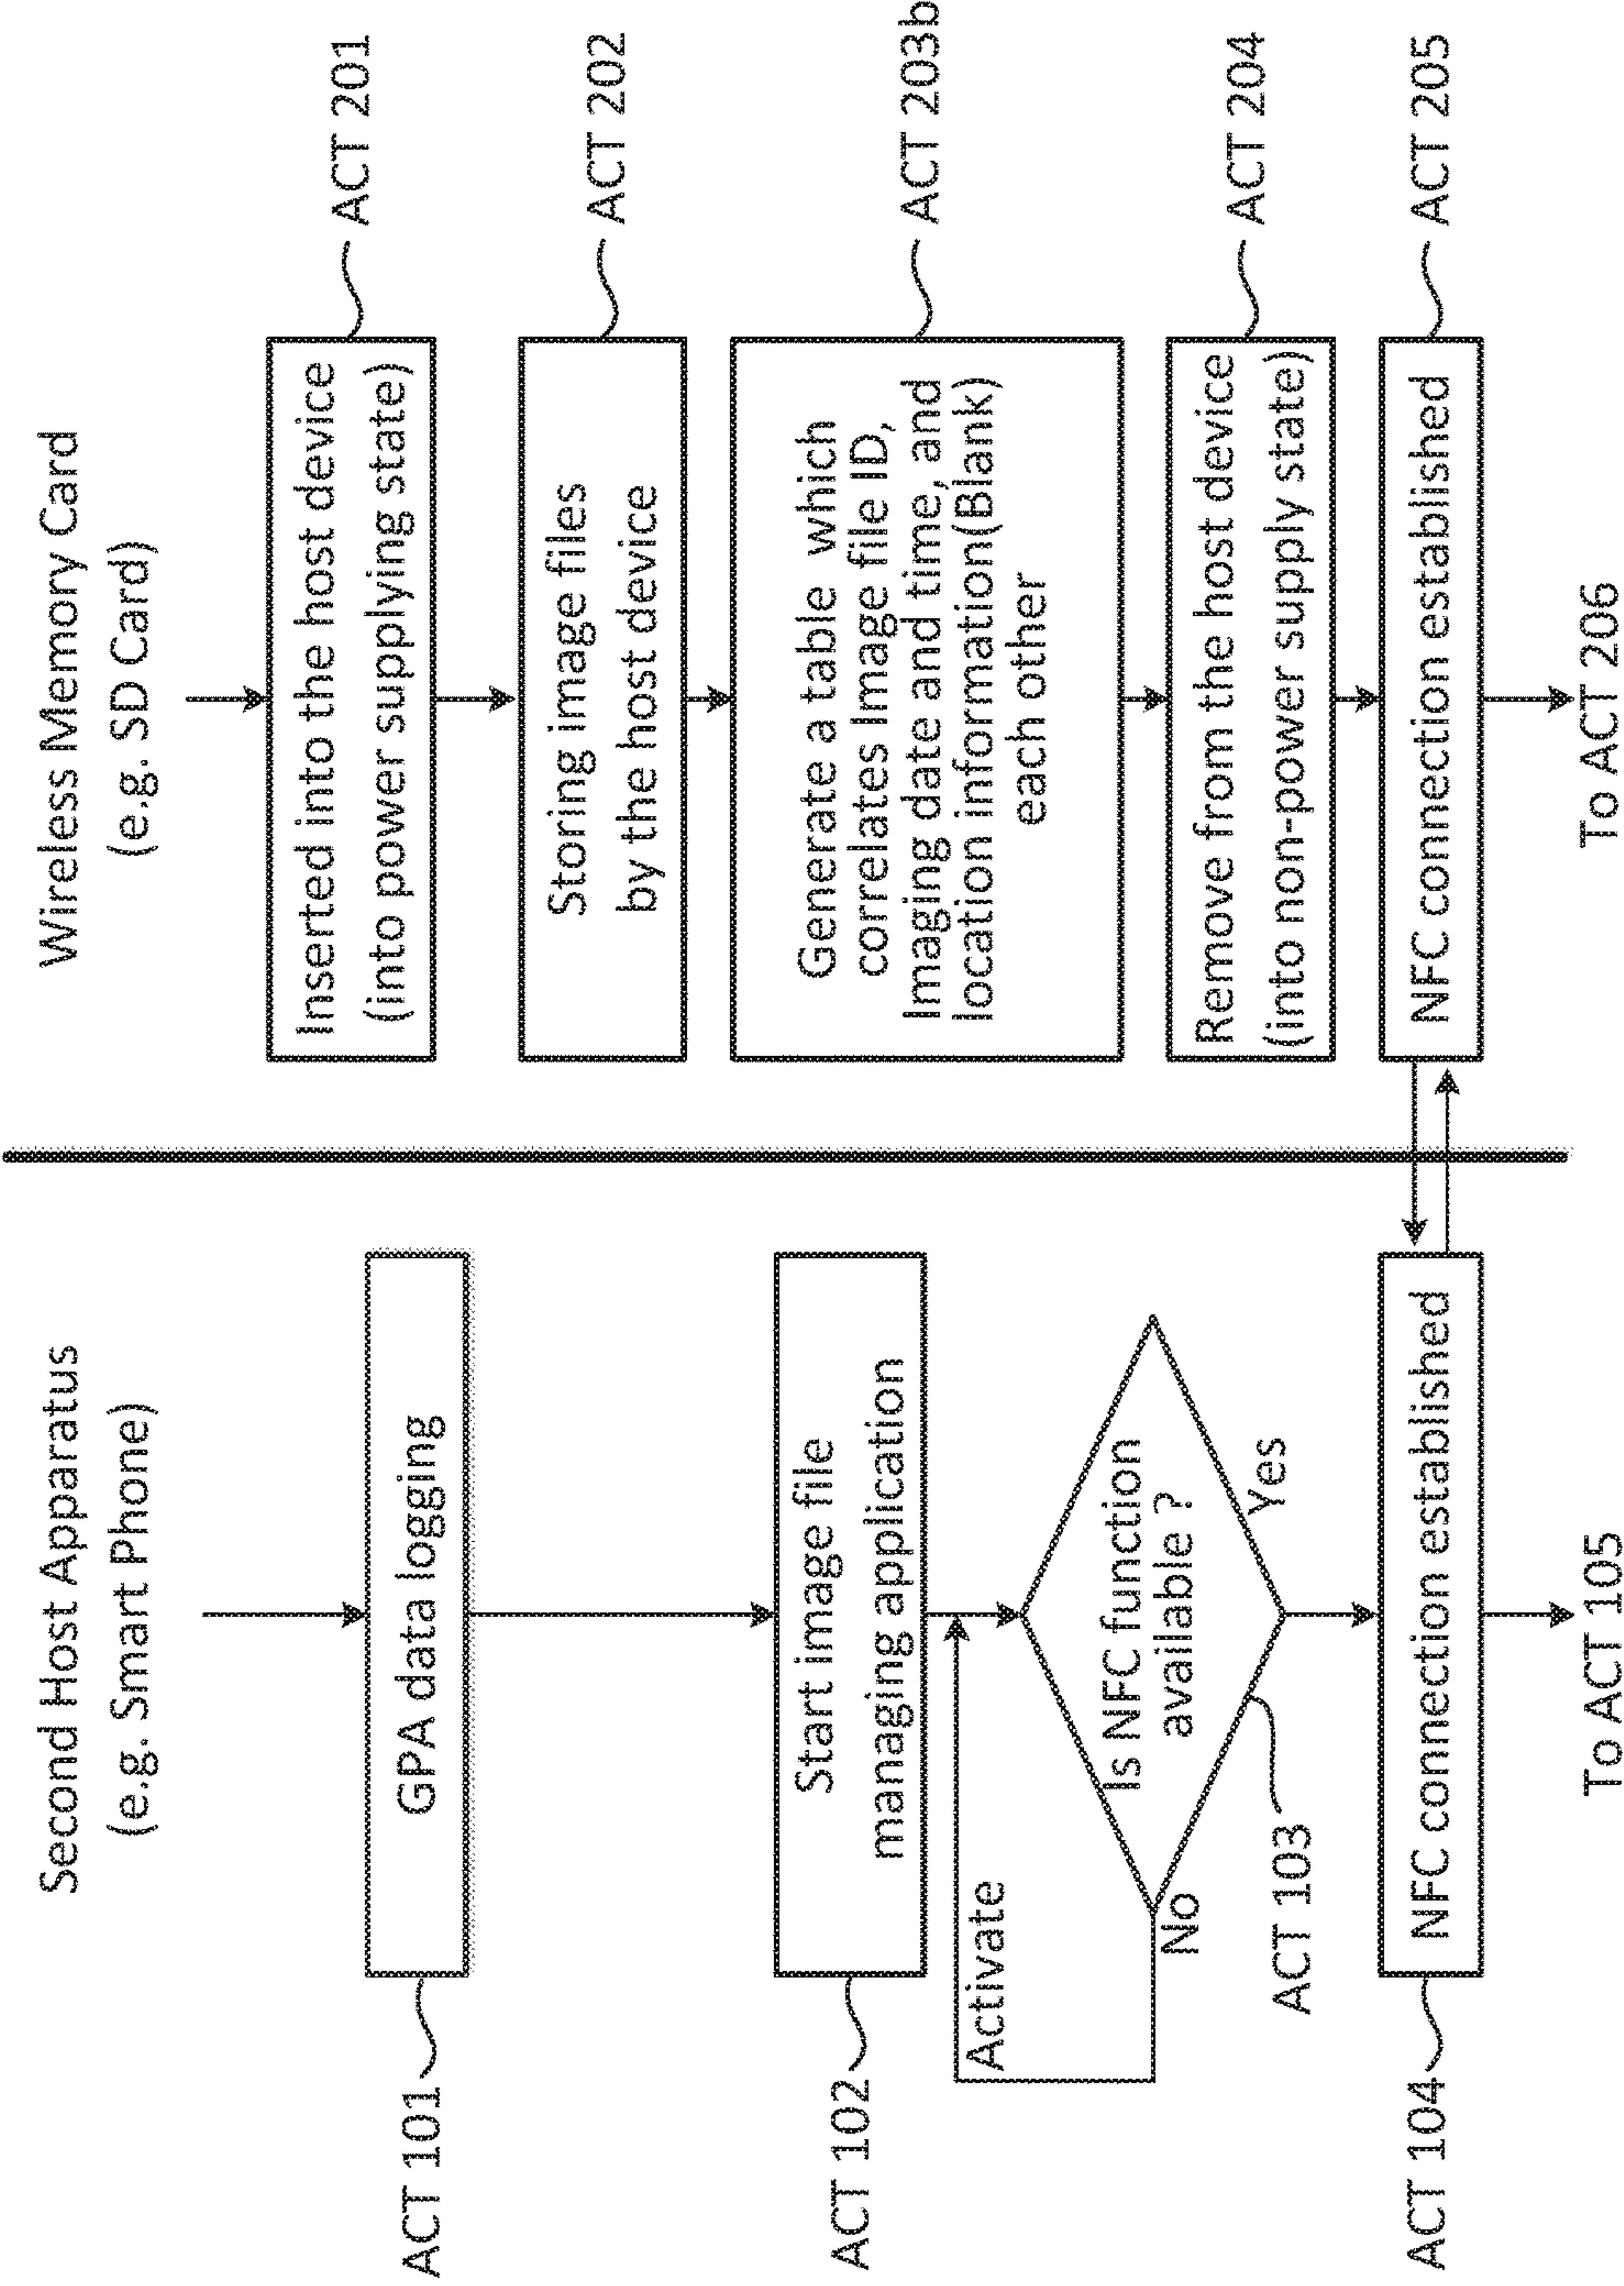 Second Host Apparatus
(e.g. Smart Phone)
ACT 101
GPA data logging
ACT 102
Start image file
managing application
Activate
Is NFC function
available ?
No
Yes
ACT 103
ACT 104
NFC connection established
To ACT 105
Wireless Memory Card
(e.g. SD Card)
Inserted into the host device
(into power supplying state)
ACT 201
Storing image files
by the host device
ACT 202
Generate a table which
correlates Image file ID,
Imaging date and time, and
location information(Blank)
each other
ACT 203b
Remove from the host device
(into non-power supply state)
ACT 204
NFC connection established
ACT 205
To ACT 206